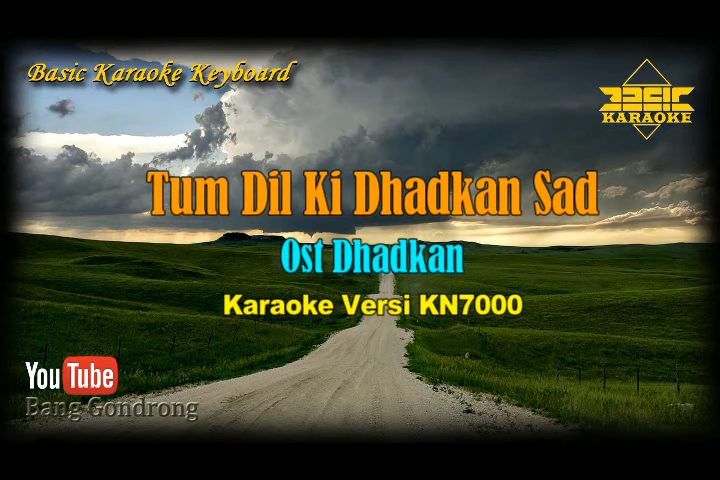 Basic Karaoke Keyboard
BASIC
KARAOKE
Tum Dil Ki Dhadkan Sad
Ost Dhadkan
Karaoke Versi KN7000
YouTube
Bang Gondrong